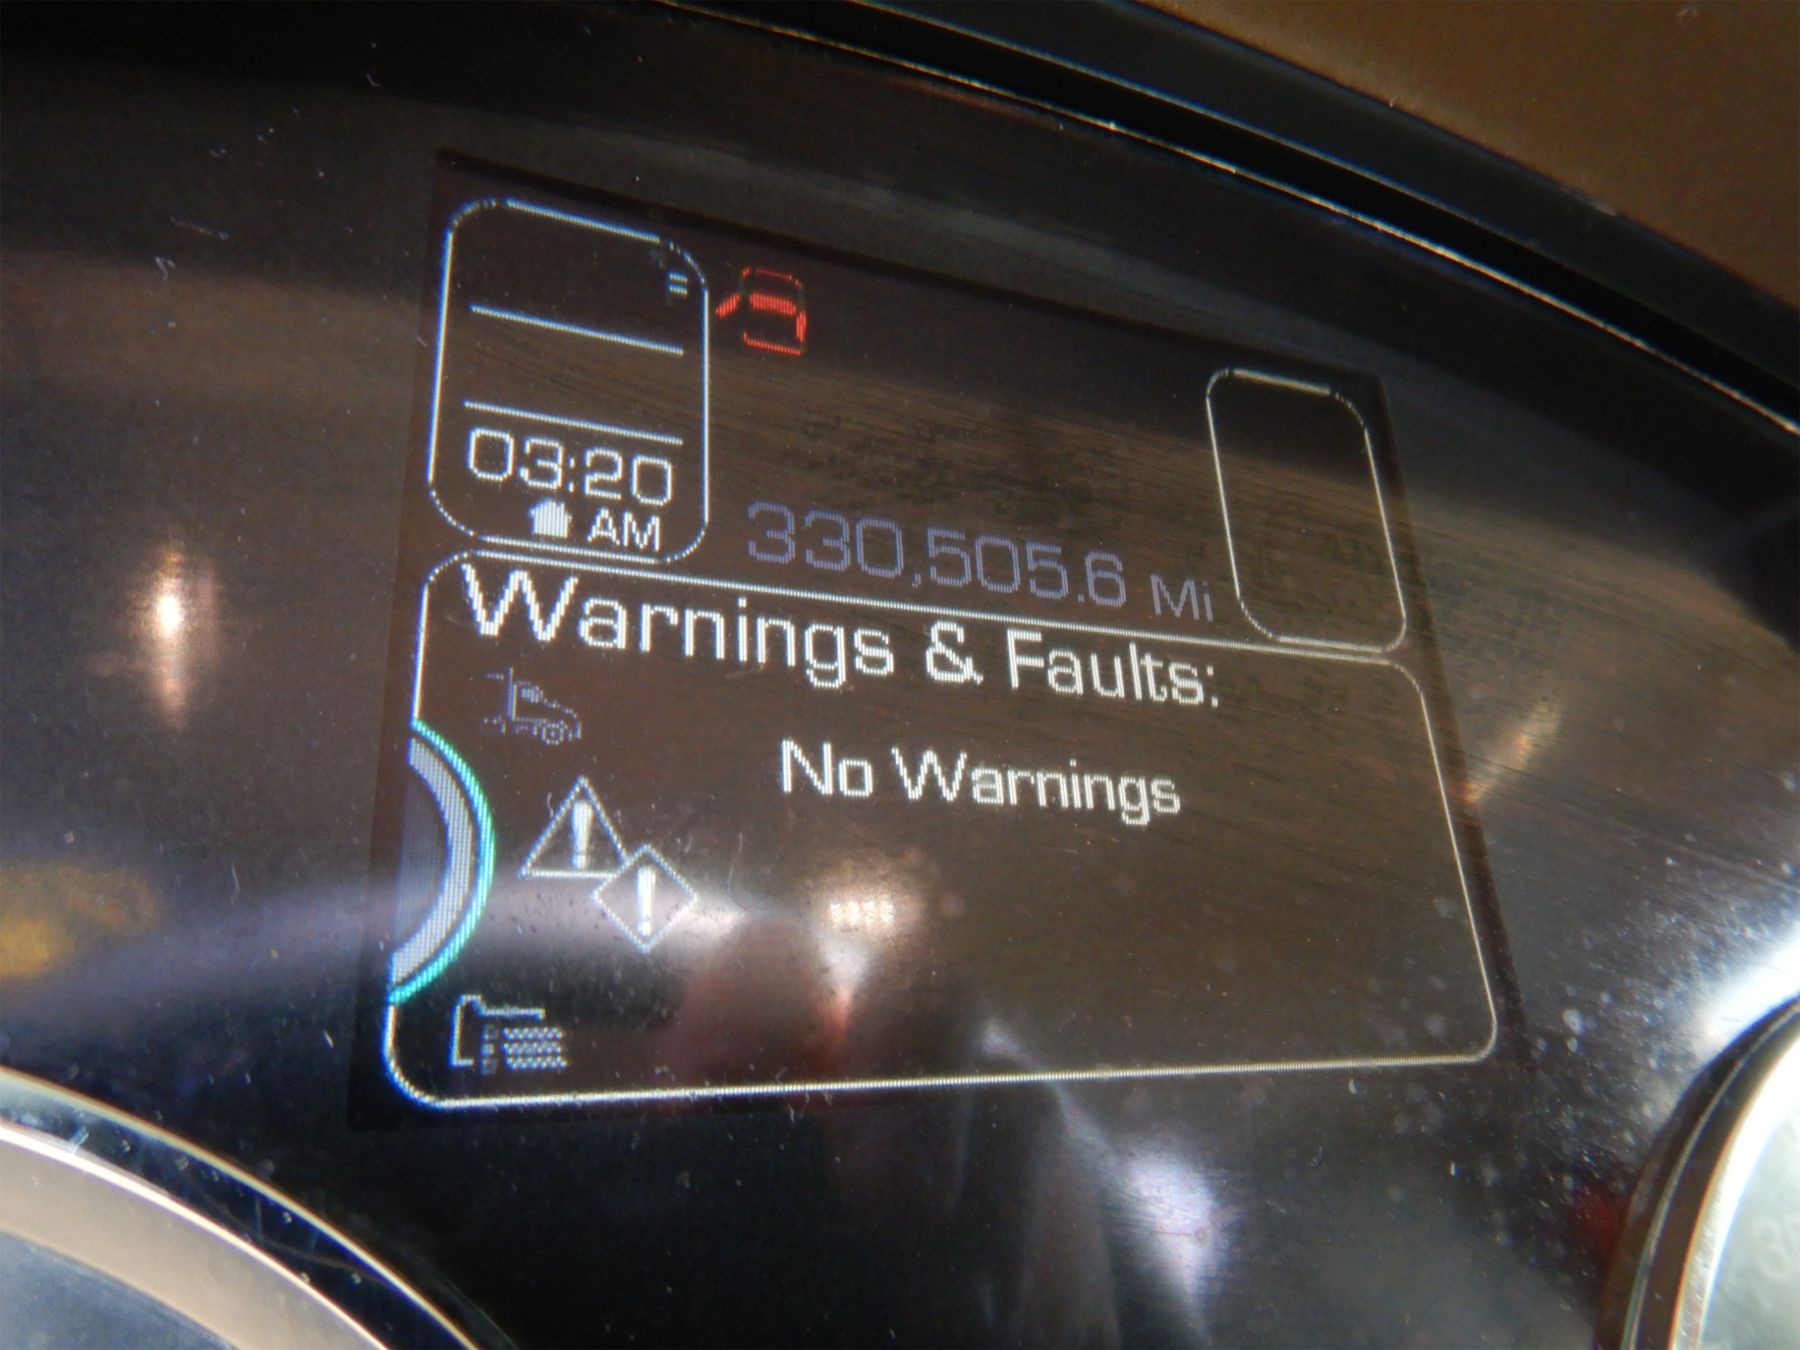 03:20
AM
330,505.6 Mi
Warnings & Faults:
No Warnings